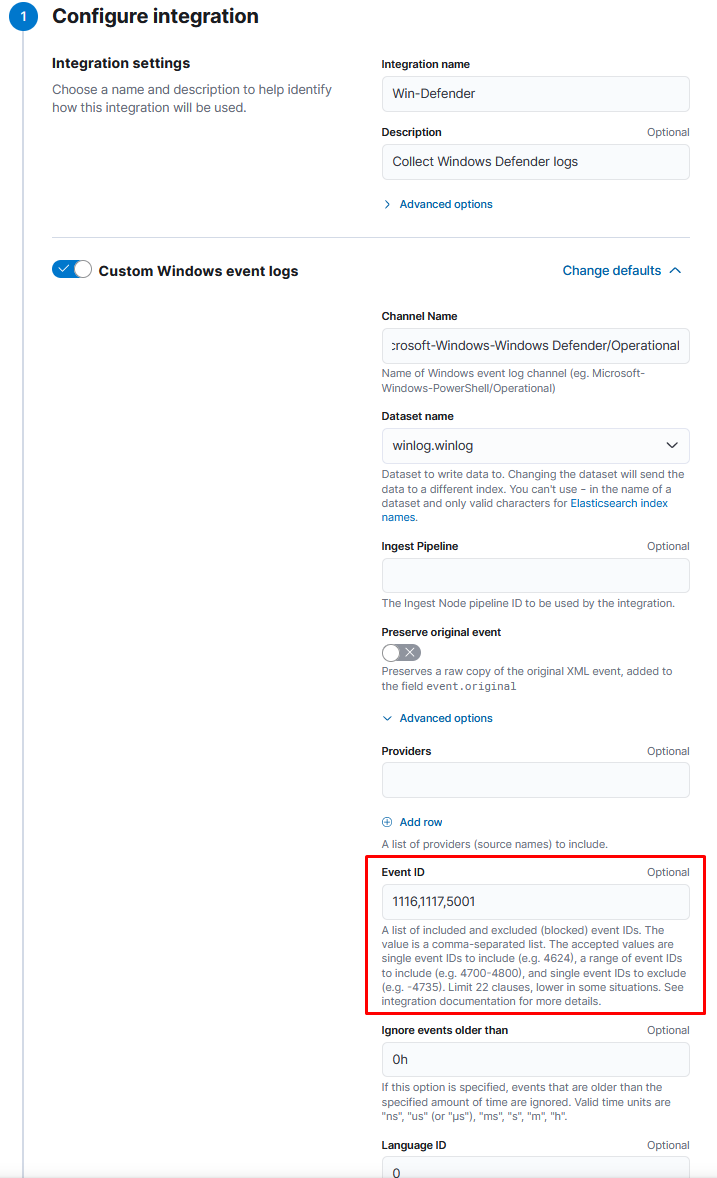 1 Configure integration
Integration settings
Choose a name and description to help identify
how this integration will be used.
Integration name
Win-Defender
Description Optional
Collect Windows Defender logs
Advanced options
Custom Windows event logs Change defaults
Channel Name
crosoft-Windows-Windows Defender/Operational
Name of Windows event log channel (eg. Microsoft-
Windows-PowerShell/Operational)
Dataset name
winlog.winlog
Dataset to write data to. Changing the dataset will send the
data to a different index. You can't use - in the name of a
dataset and only valid characters for Elasticsearch index
names.
Ingest Pipeline Optional
The Ingest Node pipeline ID to be used by the integration.
Preserve original event
Preserves a raw copy of the original XML event, added to
the field event.original
Advanced options
Providers Optional
Add row
A list of providers (source names) to include.
Event ID Optional
1116,1117,5001
A list of included and excluded (blocked) event IDs. The
value is a comma-separated list. The accepted values are
single event IDs to include (e.g. 4624), a range of event IDs
to include (e.g. 4700-4800), and single event IDs to exclude
(e.g. -4735). Limit 22 clauses, lower in some situations. See
integration documentation for more details.
Ignore events older than Optional
0h
If this option is specified, events that are older than the
specified amount of time are ignored. Valid time units are
"ns", "us" (or "µs"), "ms", "s", "m", "h".
Language ID Optional
0